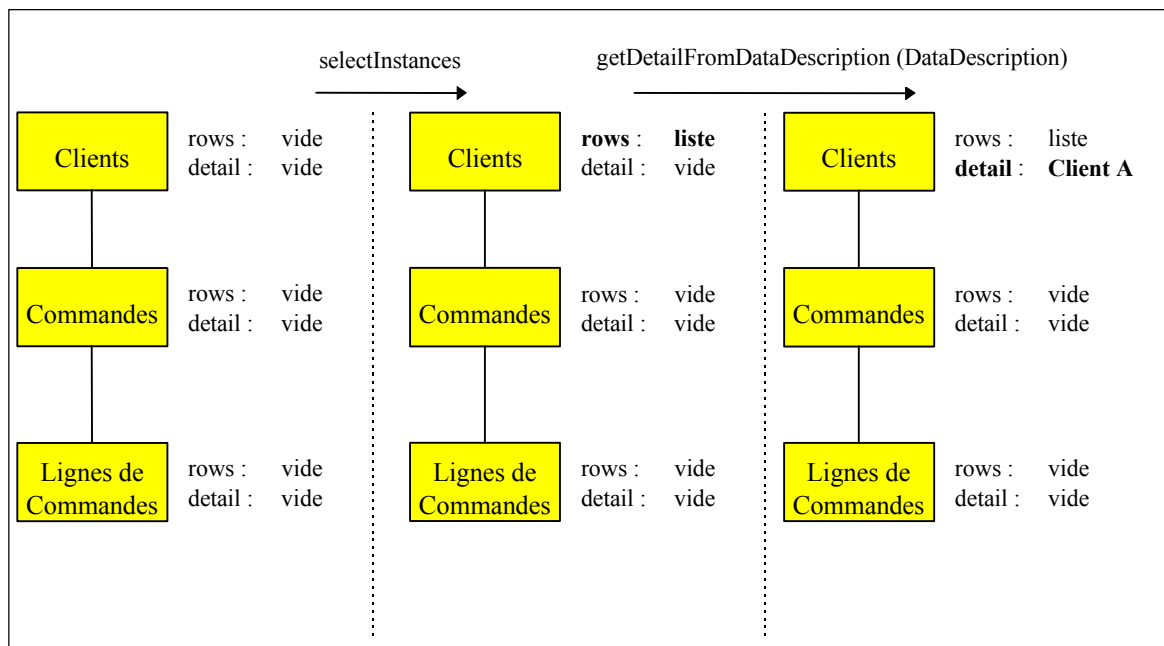 selectInstances
getDetailFromDataDescription (DataDescription)
Clients
rows : vide
detail : vide
Clients
rows : liste
detail : vide
Clients
rows : liste
detail : Client A
Commandes
rows : vide
detail : vide
Commandes
rows : vide
detail : vide
Commandes
rows : vide
detail : vide
Lignes de
Commandes
rows : vide
detail : vide
Lignes de
Commandes
rows : vide
detail : vide
Lignes de
Commandes
rows : vide
detail : vide